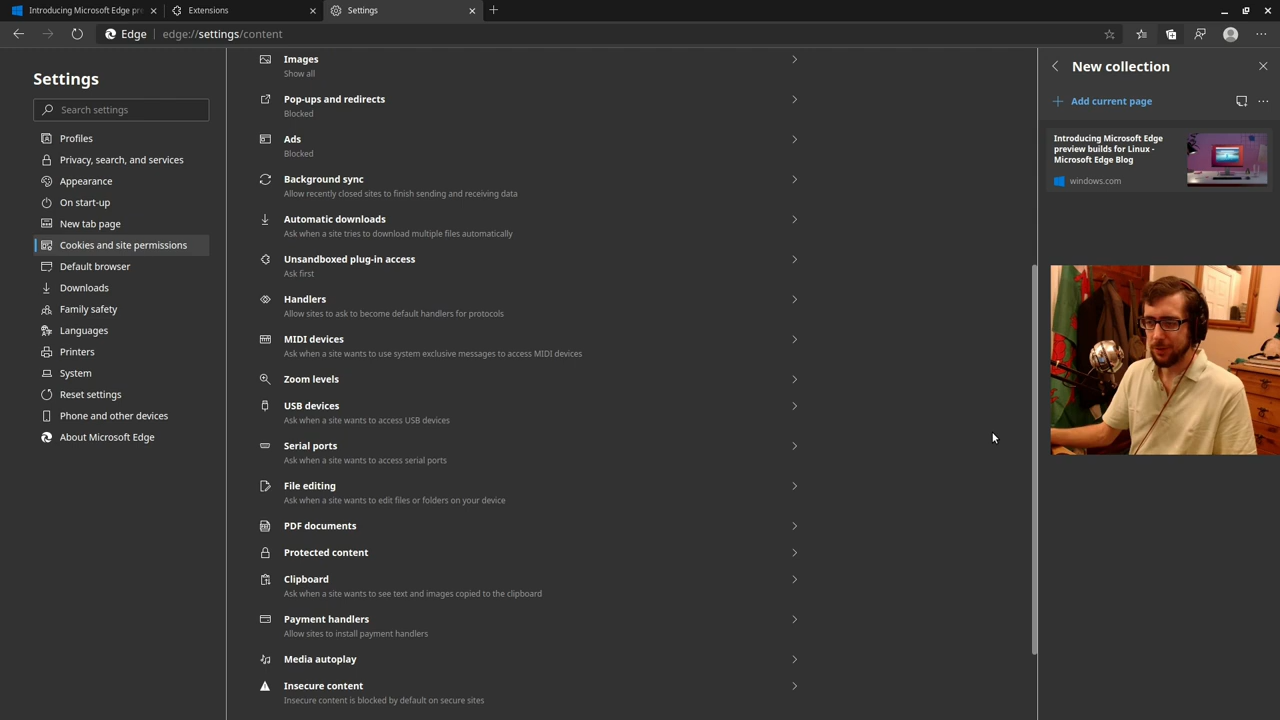 Introducing Microsoft Edge pre
Extensions
Settings
Edge
edge://settings/content
Settings
Search settings
Profiles
Privacy, search, and services
Appearance
On start-up
New tab page
Cookies and site permissions
Default browser
Downloads
Family safety
Languages
Printers
System
Reset settings
Phone and other devices
About Microsoft Edge
Images
Show all
Pop-ups and redirects
Blocked
Ads
Blocked
Background sync
Allow recently closed sites to finish sending and receiving data
Automatic downloads
Ask when a site tries to download multiple files automatically
Unsandboxed plug-in access
Ask first
Handlers
Allow sites to ask to become default handlers for protocols
MIDI devices
Ask when a site wants to use system exclusive messages to access MIDI devices
Zoom levels
USB devices
Ask when a site wants to access USB devices
Serial ports
Ask when a site wants to access serial ports
File editing
Ask when a site wants to edit files or folders on your device
PDF documents
Protected content
Clipboard
Ask when a site wants to see text and images copied to the clipboard
Payment handlers
Allow sites to install payment handlers
Media autoplay
Insecure content
Insecure content is blocked by default on secure sites
New collection
Add current page
Introducing Microsoft Edge
preview builds for Linux -
Microsoft Edge Blog
windows.com